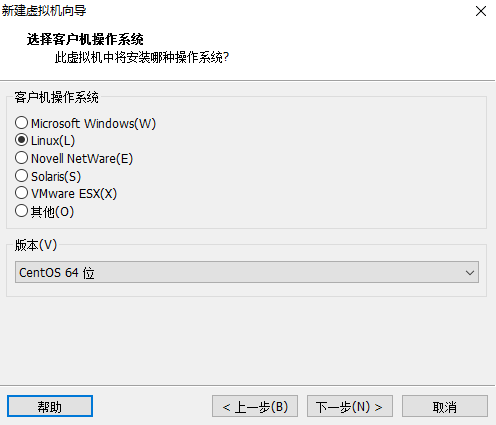 新建虚拟机向导
选择客户机操作系统
此虚拟机中将安装哪种操作系统?
客户机操作系统
Microsoft Windows(W)
Linux(L)
Novell NetWare(E)
Solaris(S)
VMware ESX(X)
其他(O)
版本(V)
CentOS 64 位
帮助
< 上一步(B)
下一步(N) >
取消